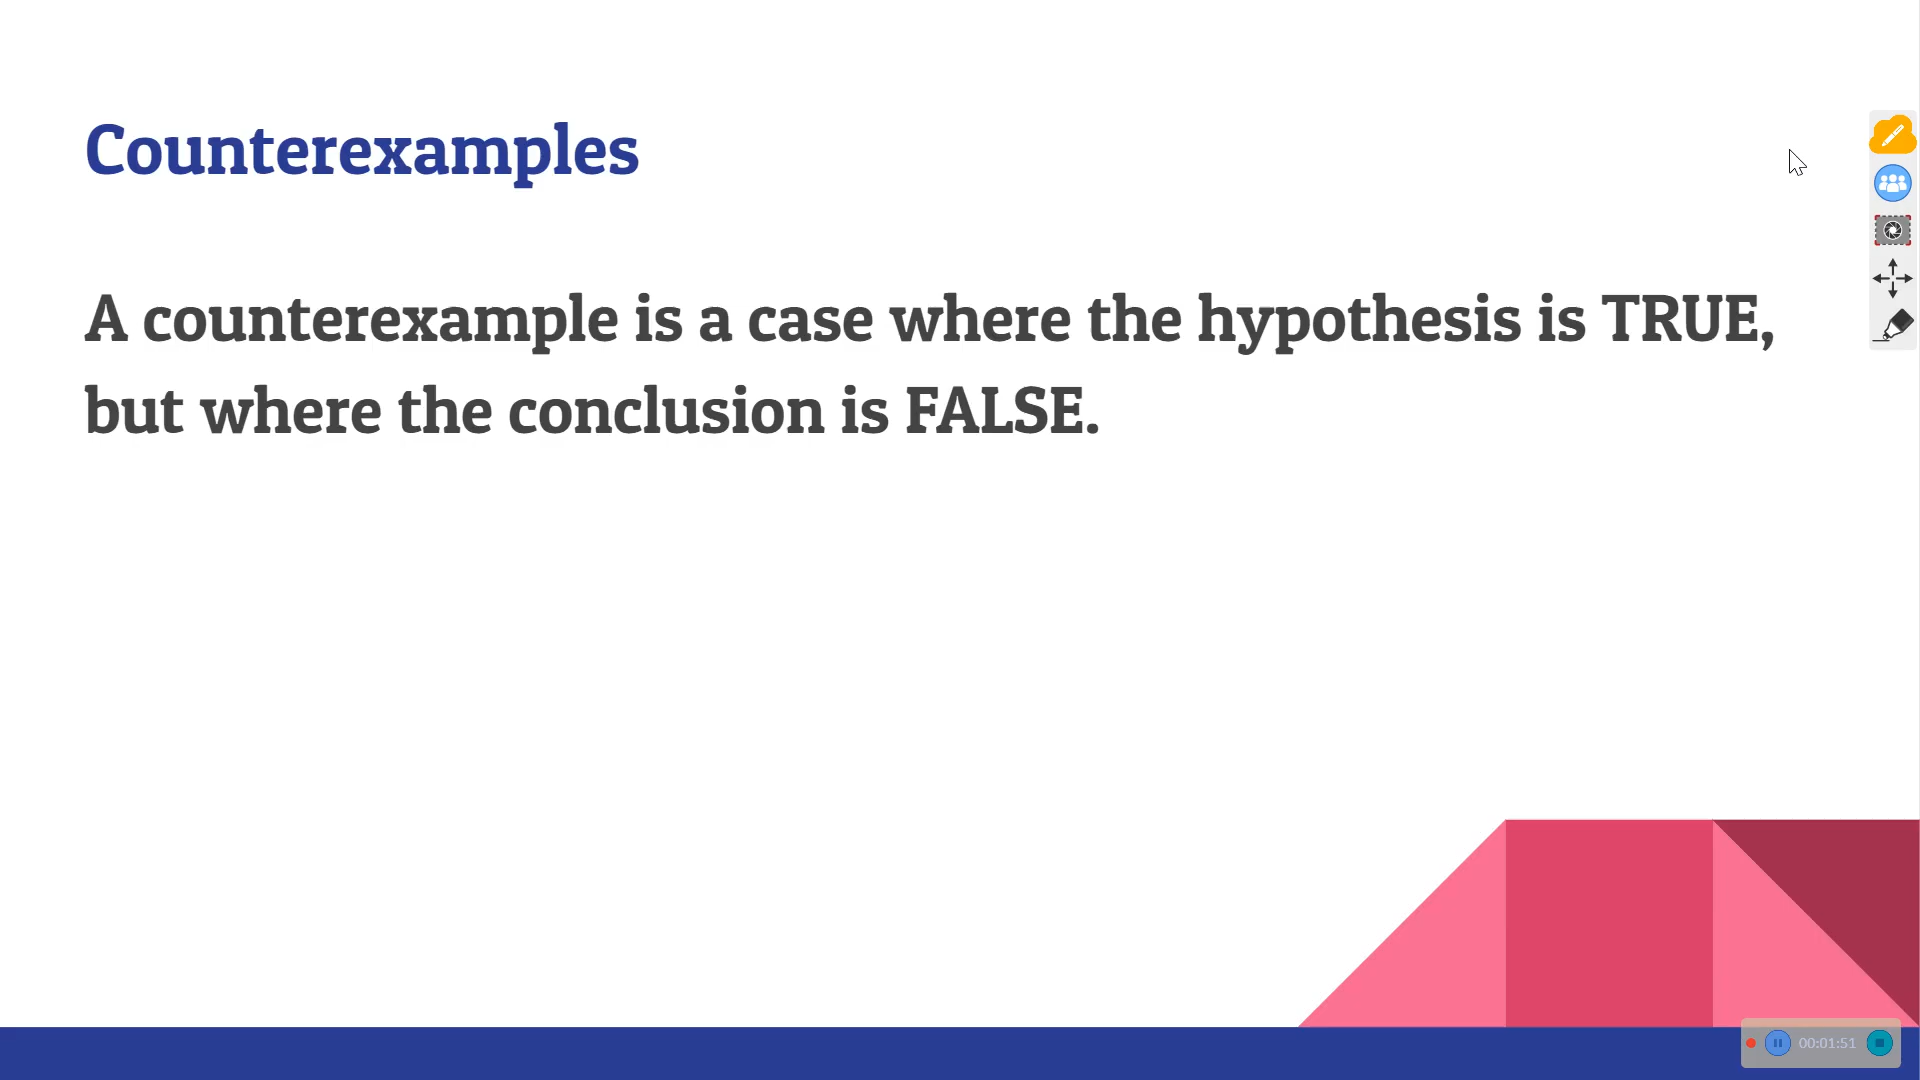 Counterexamples
A counterexample is a case where the hypothesis is TRUE,
but where the conclusion is FALSE.
00:01:51